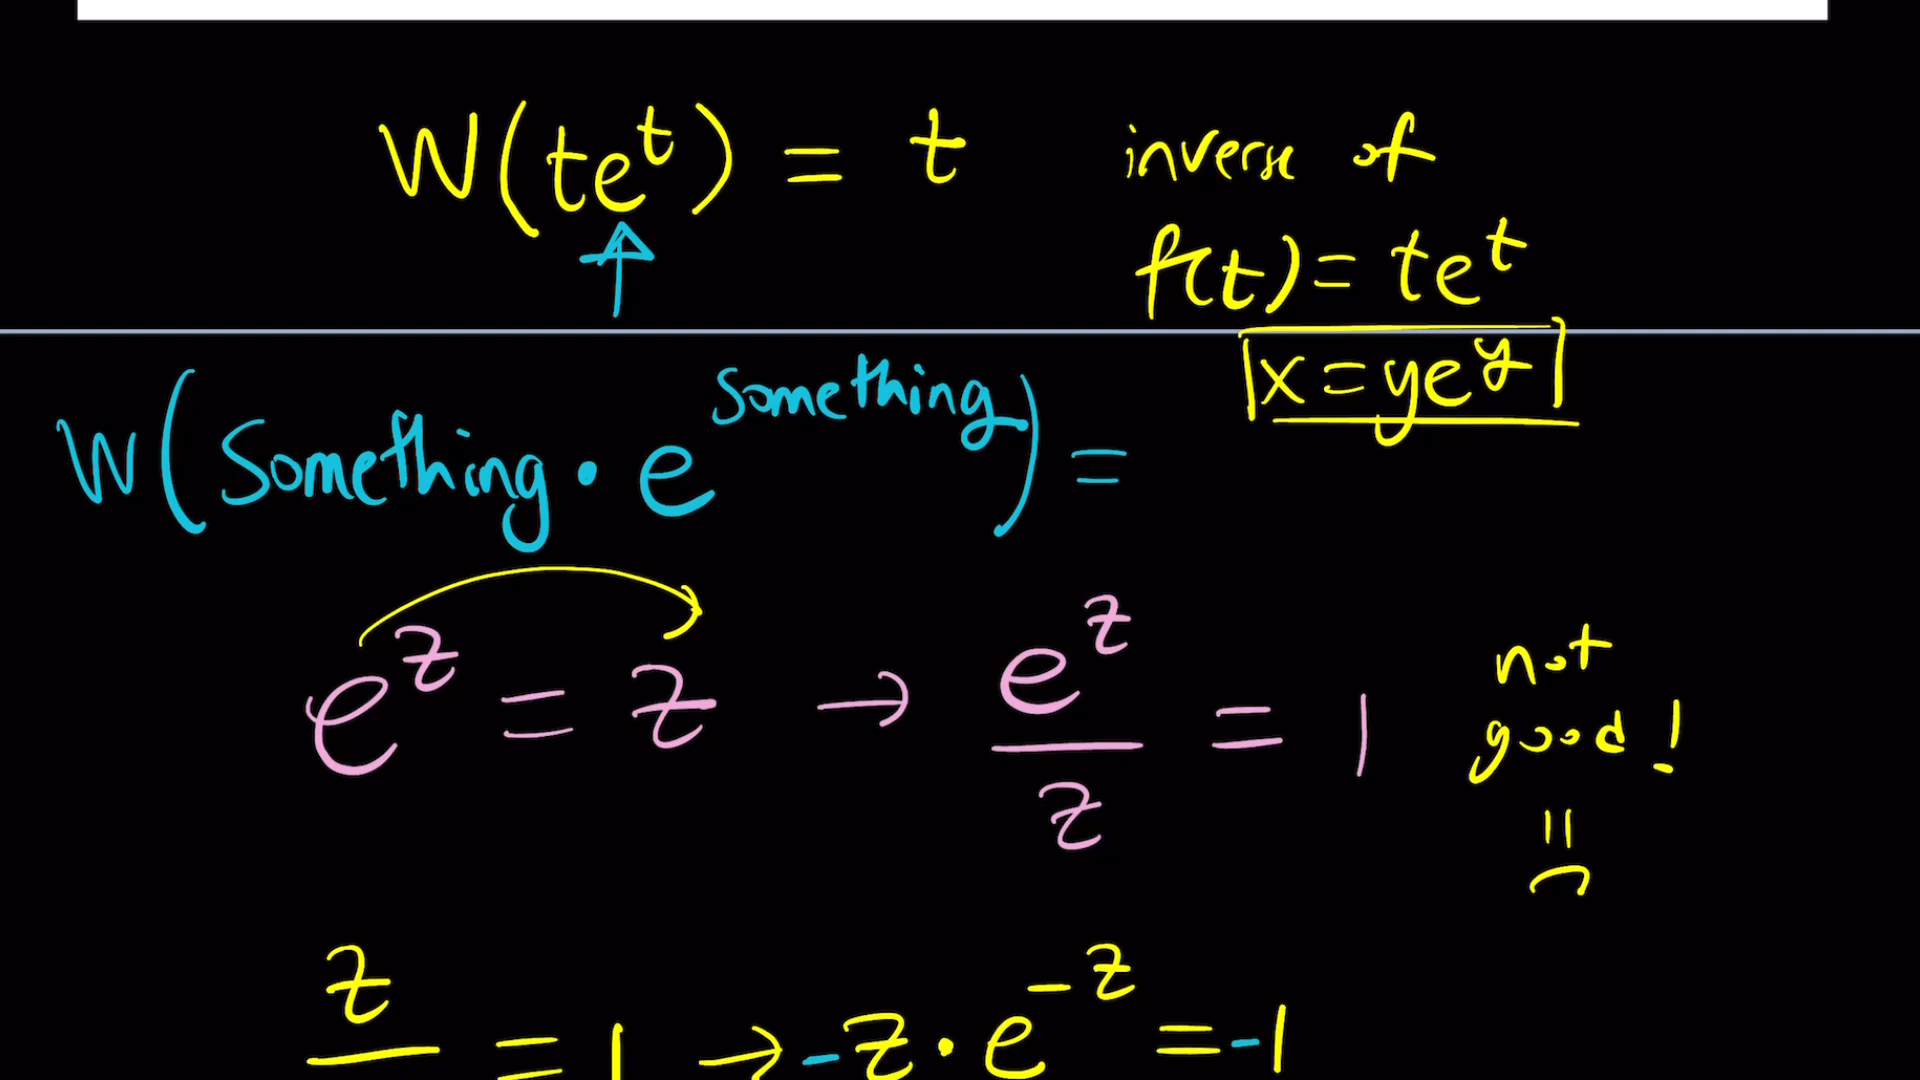 W(te^t) = t inverse of
f(t) = te^t
x = ye^y
W(Something · e^something) =
e^z = z → e^z/z = 1 not good!
z/ = 1 → -z · e^-z = -1